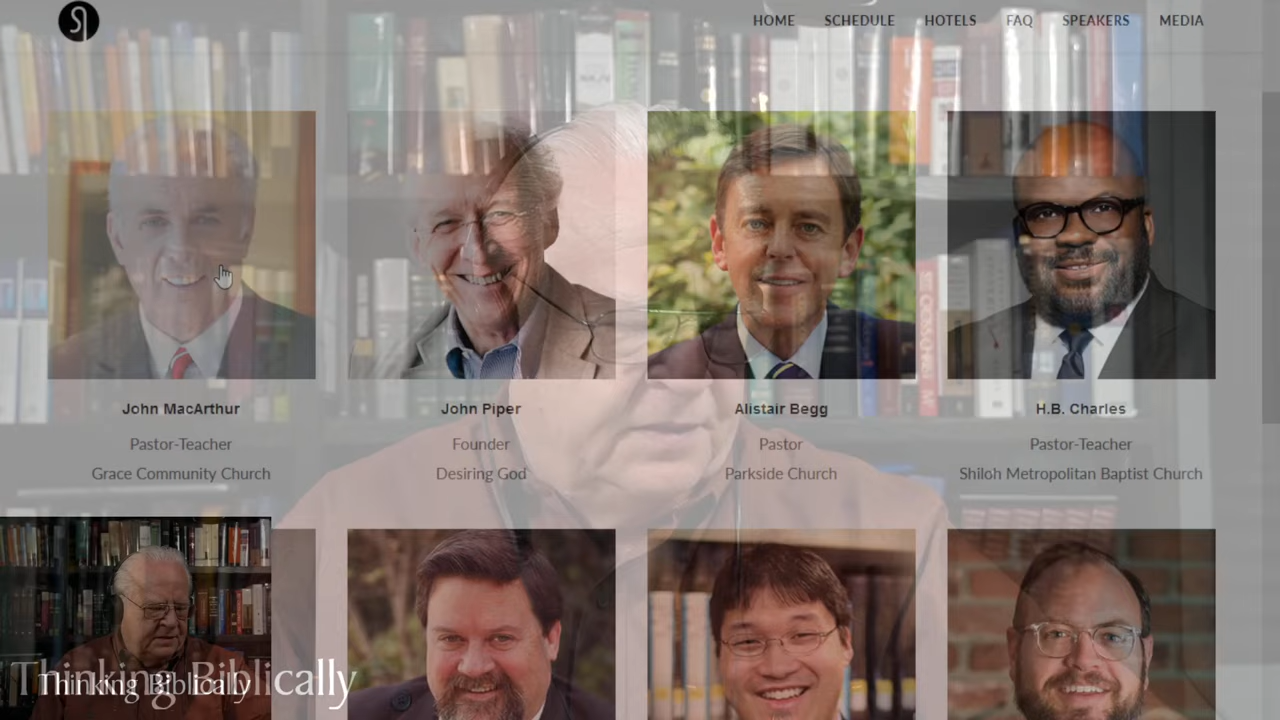 HOME SCHEDULE HOTELS FAQ SPEAKERS MEDIA
John MacArthur John Piper Alistair Begg H.B. Charles
Pastor-Teacher Founder Pastor Pastor-Teacher
Grace Community Church Desiring God Parkside Church Shiloh Metropolitan Baptist Church
Thinking Biblically
Thinking Biblically